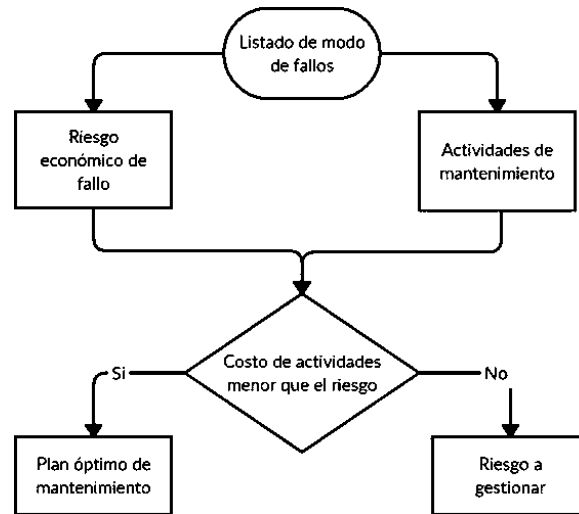 Listado de modo
de fallos
Riesgo
económico de
fallo
Actividades de
mantenimiento
Costo de actividades
menor que el riesgo
Si
No
Plan óptimo de
mantenimiento
Riesgo a
gestionar